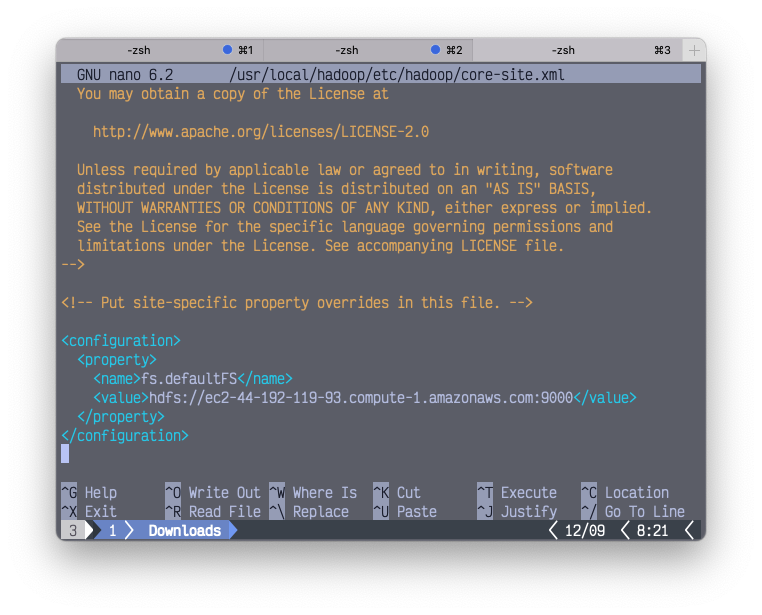 -zsh ⌘1 -zsh ⌘2 -zsh ⌘3 +
GNU nano 6.2 /usr/local/hadoop/etc/hadoop/core-site.xml
You may obtain a copy of the License at
http://www.apache.org/licenses/LICENSE-2.0
Unless required by applicable law or agreed to in writing, software
distributed under the License is distributed on an "AS IS" BASIS,
WITHOUT WARRANTIES OR CONDITIONS OF ANY KIND, either express or implied.
See the License for the specific language governing permissions and
limitations under the License. See accompanying LICENSE file.
-->
<!-- Put site-specific property overrides in this file. -->
<configuration>
<property>
<name>fs.defaultFS</name>
<value>hdfs://ec2-44-192-119-93.compute-1.amazonaws.com:9000</value>
</property>
</configuration>
^G Help ^O Write Out ^W Where Is ^K Cut ^T Execute ^C Location
^X Exit ^R Read File ^\ Replace ^U Paste ^J Justify ^/ Go To Line
3 1 Downloads 12/09 8:21